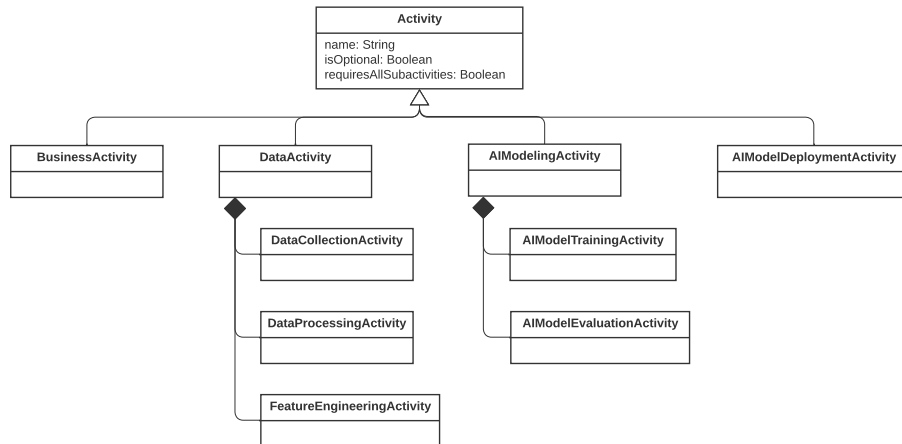 Activity
name: String
isOptional: Boolean
requiresAllSubactivities: Boolean
BusinessActivity
DataActivity
AIModelingActivity
AIModelDeploymentActivity
DataCollectionActivity
AIModelTrainingActivity
DataProcessingActivity
AIModelEvaluationActivity
FeatureEngineeringActivity